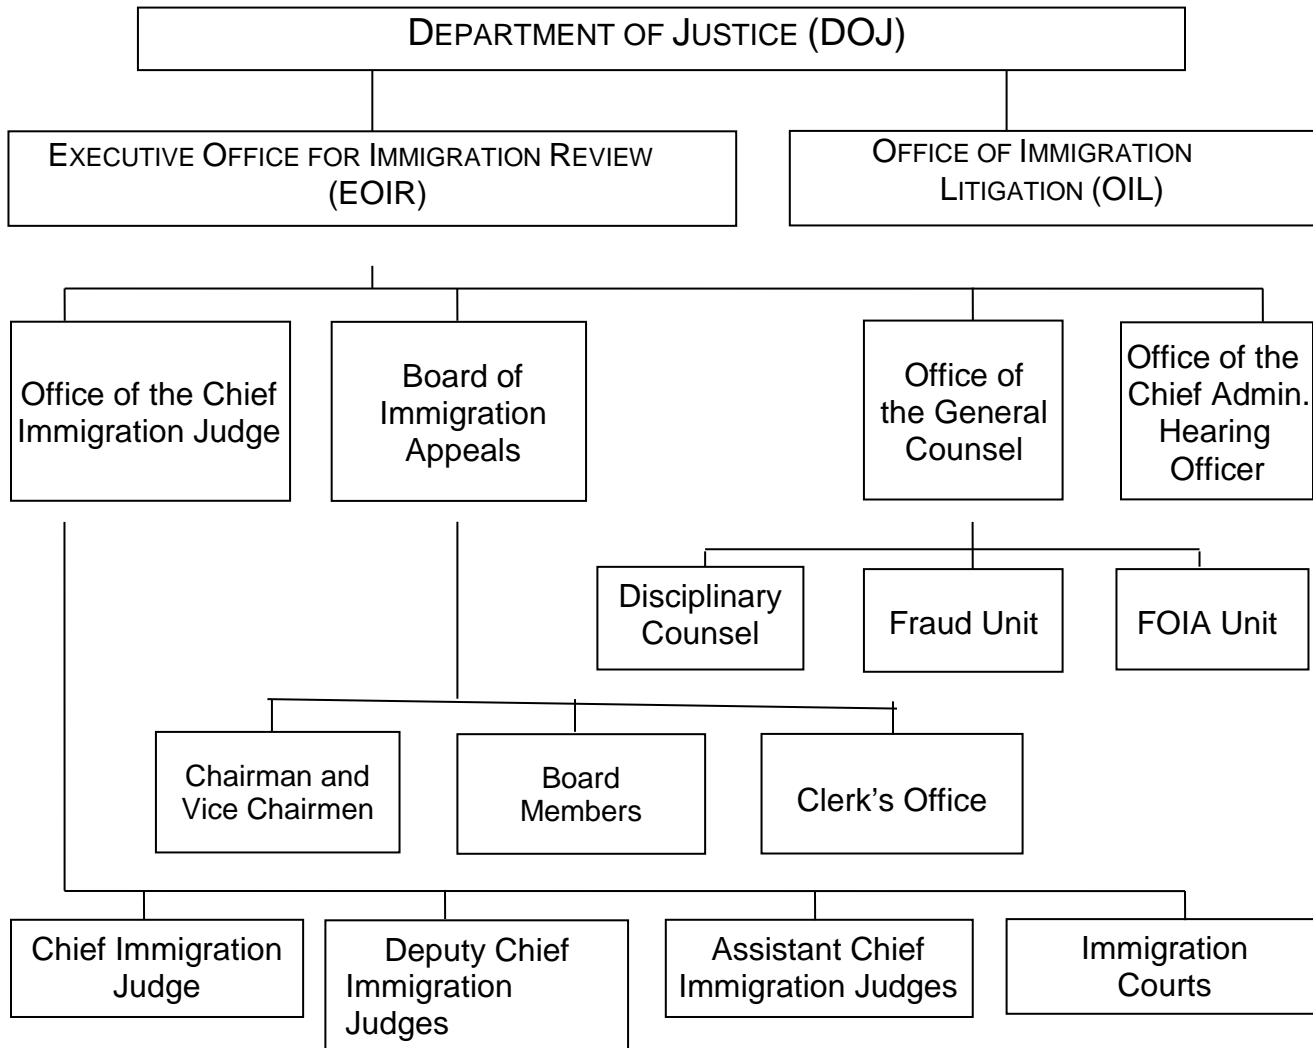 DEPARTMENT OF JUSTICE (DOJ)
EXECUTIVE OFFICE FOR IMMIGRATION REVIEW
(EOIR)
OFFICE OF IMMIGRATION
LITIGATION (OIL)
Office of the Chief
Immigration Judge
Board of
Immigration
Appeals
Office of
the General
Counsel
Office of the
Chief Admin.
Hearing
Officer
Disciplinary
Counsel
Fraud Unit
FOIA Unit
Chairman and
Vice Chairmen
Board
Members
Clerk's Office
Chief Immigration
Judge
Deputy Chief
Immigration
Judges
Assistant Chief
Immigration Judges
Immigration
Courts